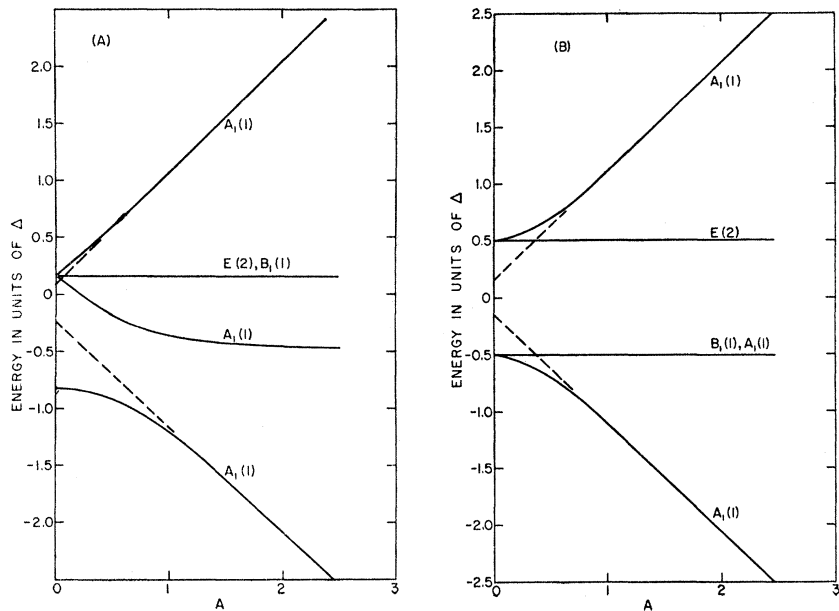 (A)
2.0
1.5
1.0
0.5
0
-0.5
-1.0
-1.5
-2.0
ENERGY IN UNITS OF Δ
A₁(1)
E(2), B₁(1)
A₁(1)
A₁(1)
0 1 2 3
A
(B)
2.5
2.0
1.5
1.0
0.5
0
-0.5
-1.0
-1.5
-2.0
-2.5
ENERGY IN UNITS OF Δ
A₁(1)
E(2)
B₁(1), A₁(1)
A₁(1)
0 1 2 3
A